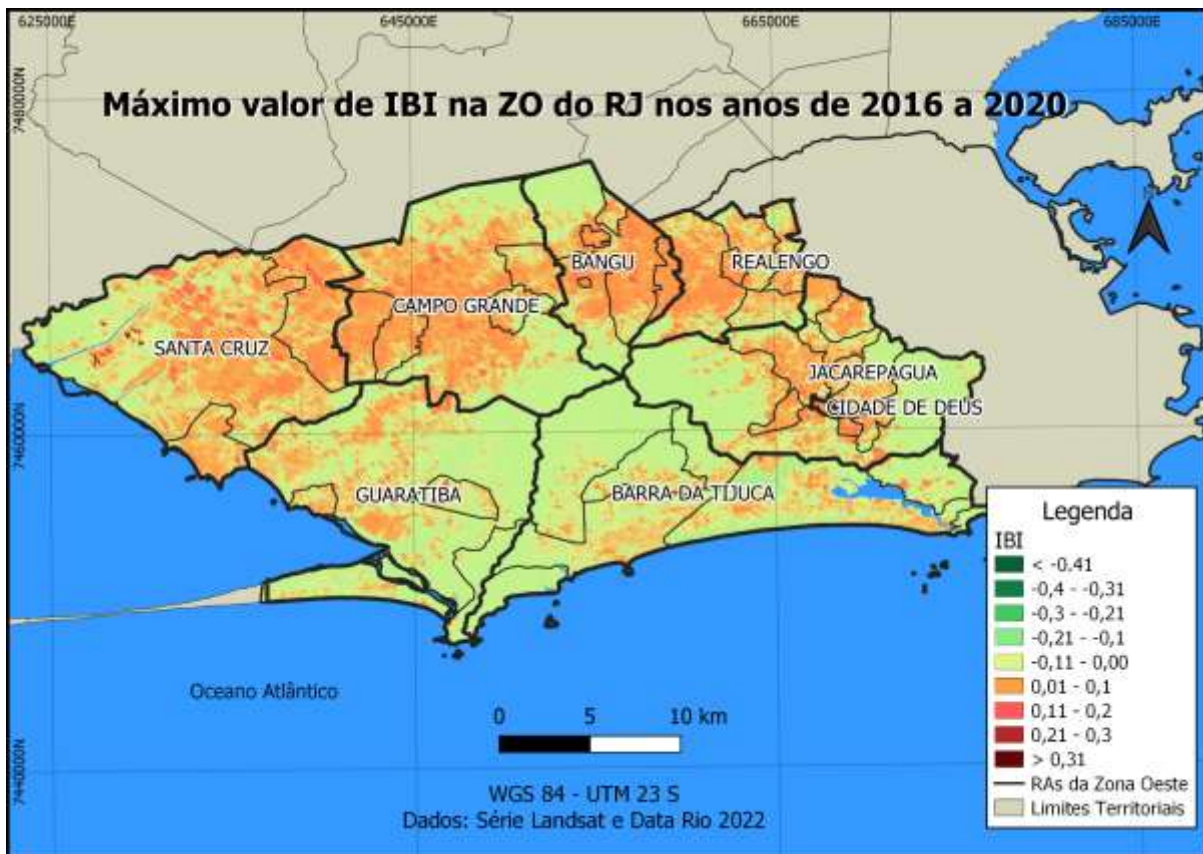 625000E
645000E
665000E
685000E
7480000N
Máximo valor de IBI na ZO do RJ nos anos de 2016 a 2020
BANGU
REALENGO
CAMPO GRANDE
SANTA CRUZ
JACAREPAGUA
CIDADE DE DEUS
7460000N
GUARATIBA
BARRA DA TIJUCA
Legenda
IBI
< -0.41
-0,4 - -0,31
-0,3 - -0,21
-0,21 - -0,1
-0,11 - 0,00
0,01 - 0,1
0,11 - 0,2
0,21 - 0,3
> 0,31
RAs da Zona Oeste
Limites Territoriais
Oceano Atlântico
0 5 10 km
7440000N
WGS 84 - UTM 23 S
Dados: Série Landsat e Data Rio 2022